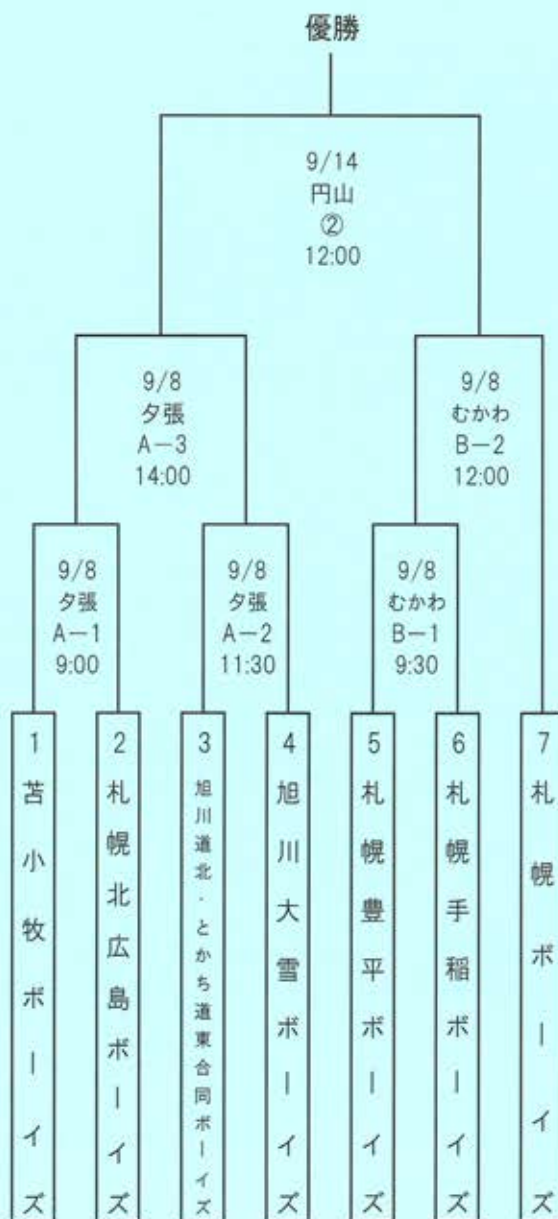 優勝
9/14
円山
②
12:00
9/8
夕張
A－3
14:00
9/8
むかわ
B－2
12:00
9/8
夕張
A－1
9:00
9/8
夕張
A－2
11:30
9/8
むかわ
B－1
9:30
1 苫小牧ボーイズ
2 札幌北広島ボーイズ
3 旭川道北・とかち道東合同ボーイズ
4 旭川大雪ボーイズ
5 札幌豊平ボーイズ
6 札幌手稲ボーイズ
7 札幌ボーイズ